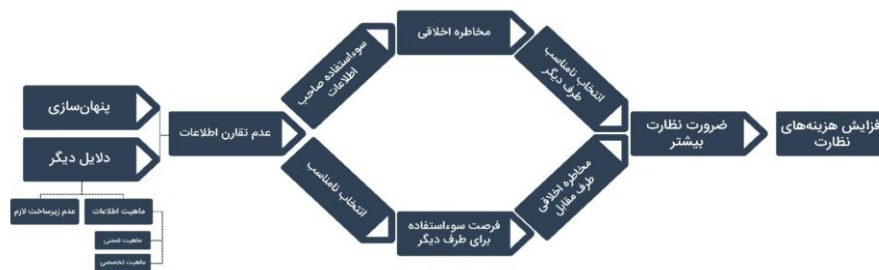 پنهان‌سازی
دلایل دیگر
عدم زیرساخت لازم
ماهیت اطلاعات
ماهیت ضمنی
ماهیت تخصصی
عدم تقارن اطلاعات
سوءاستفاده صاحب
اطلاعات
مخاطره اخلاقی
انتخاب نامناسب
طرف دیگر
انتخاب نامناسب
فرصت سوءاستفاده
برای طرف دیگر
مخاطره اخلاقی
طرف مقابل
ضرورت نظارت
بیشتر
فزایش هزینه‌های
نظارت